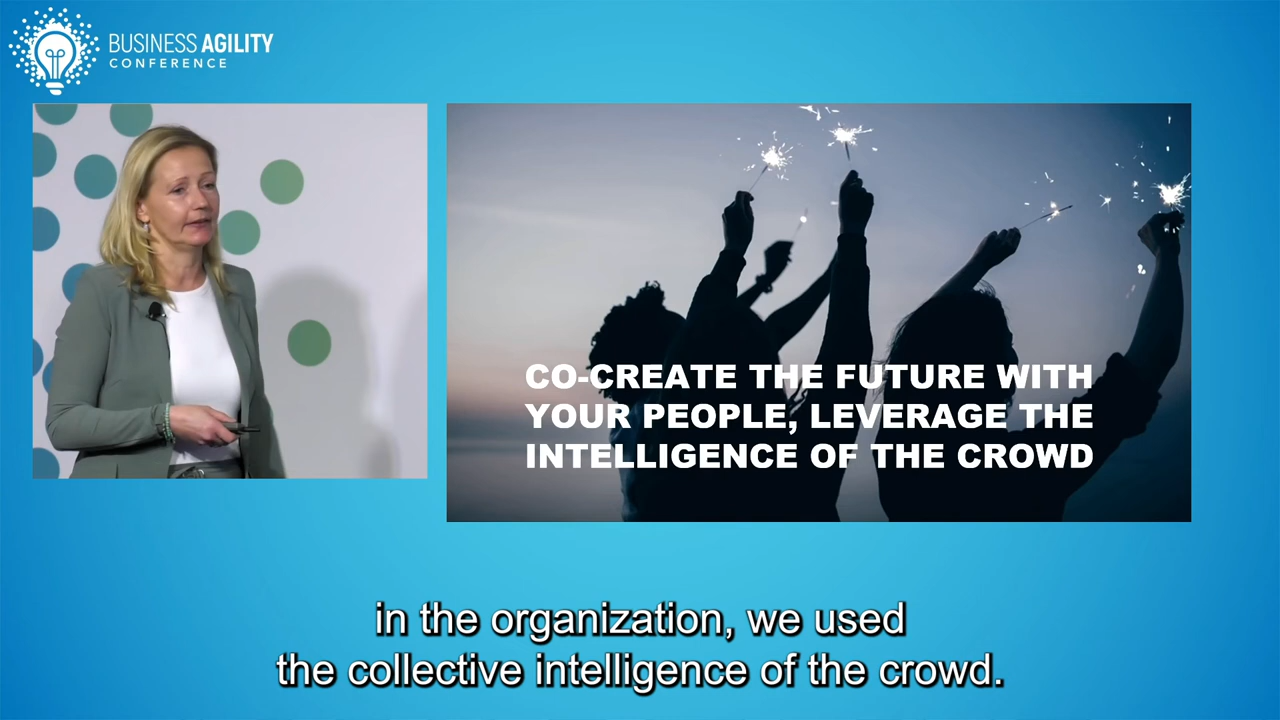 BUSINESS AGILITY
CONFERENCE
CO-CREATE THE FUTURE WITH
YOUR PEOPLE, LEVERAGE THE
INTELLIGENCE OF THE CROWD
in the organization, we used
the collective intelligence of the crowd.